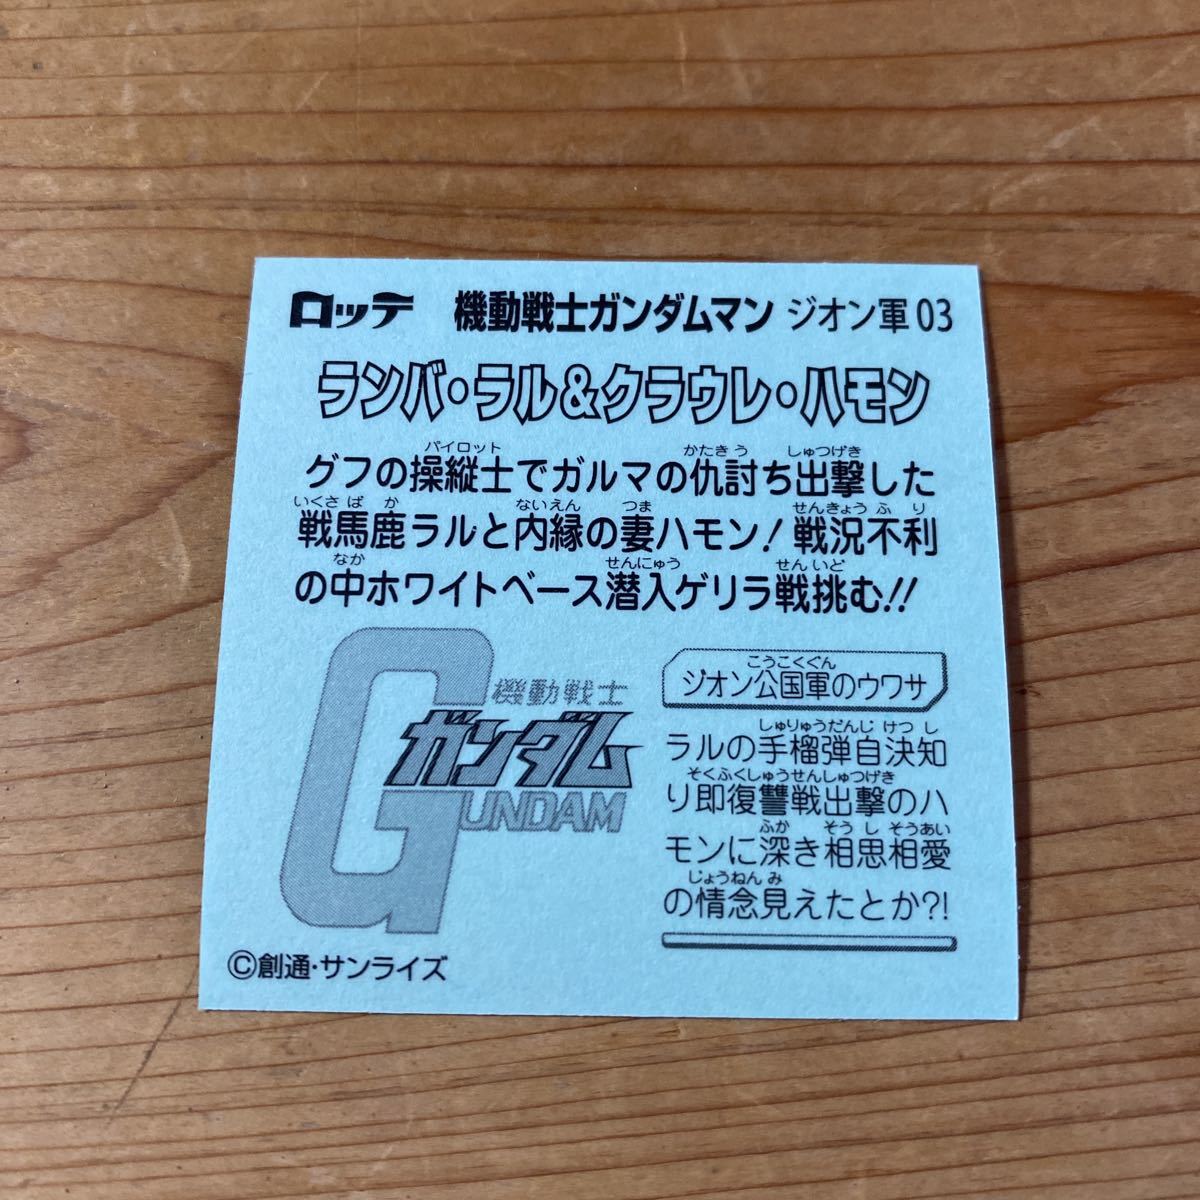 ロッテ 機動戦士ガンダムマン ジオン軍 03
ランバ・ラル&クラウレ・ハモン
パイロット かたきう しゅつげき
グフの操縦士でガルマの仇討ち出撃した
いくさばか ないえん つま せんきょうふり
戦馬鹿ラルと内縁の妻ハモン! 戦況不利
なか せんにゅう せんいど
の中ホワイトベース潜入ゲリラ戦挑む!!
機動戦士
ガンダム
GUNDAM
こうこくぐん
ジオン公国軍のウワサ
しゅりゅうだんじけつし
ラルの手榴弾自決知
そくふくしゅうせんしゅつげき
り即復讐戦出撃のハ
ふか そうしそうあい
モンに深き相思相愛
じょうねんみ
の情念見えたとか?!
©創通・サンライズ